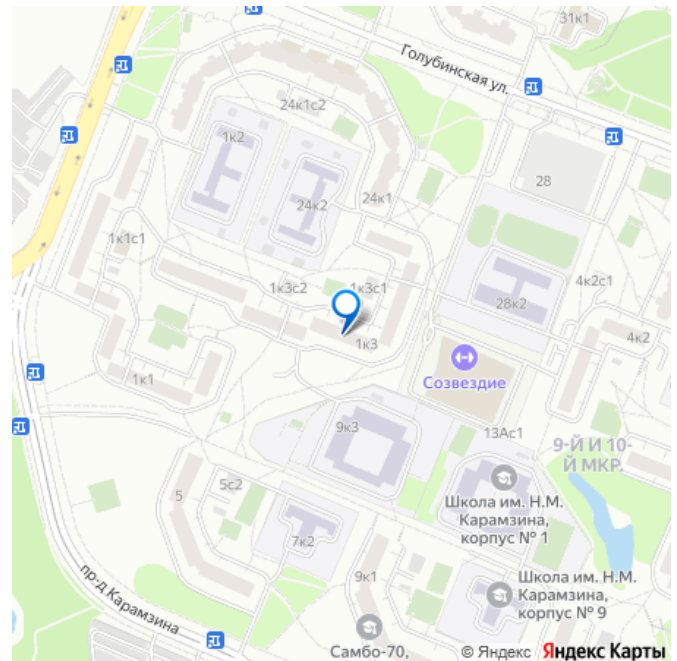 31к1
Голубинская ул.
24к1с2
1к2
28
24к1
24к2
1к1с1
4к2с1
1к3с2
1к3с1
28к2
4к2
1к3
Созвездие
1к1
9к3
13Ас1
9-Й И 10-
Й МКР.
5с2
5
Школа им. Н.М.
Карамзина,
корпус № 1
7к2
пр-д Карамзина
9к1
Школа им. Н.М.
Карамзина,
корпус № 9
Самбо-70,
© Яндекс Яндекс Карты